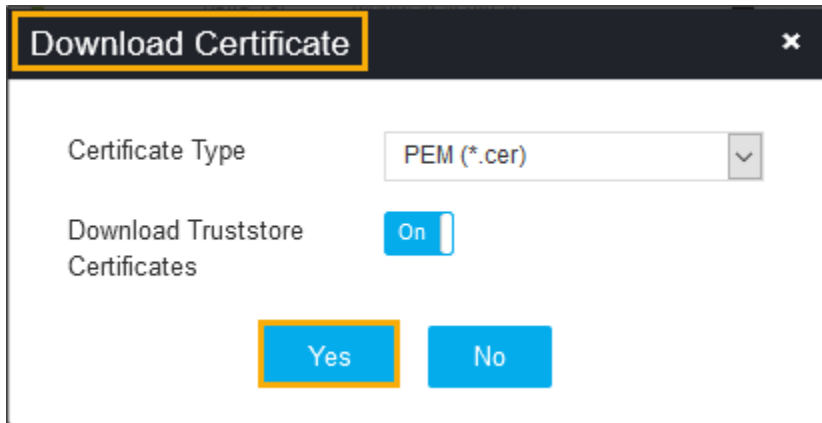 Download Certificate
Certificate Type
PEM (*.cer)
Download Truststore
Certificates
On
Yes
No